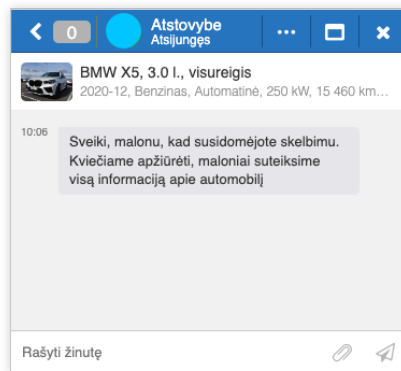 0
Atstovybe
Atsijungęs
BMW X5, 3.0 l., visureigis
2020-12, Benzinas, Automatinė, 250 kW, 15 460 km...
10:06
Sveiki, malonu, kad susidomėjote skelbimu.
Kviečiame apžiūrėti, maloniai suteiksime
visą informaciją apie automobilį
Rašyti žinutę